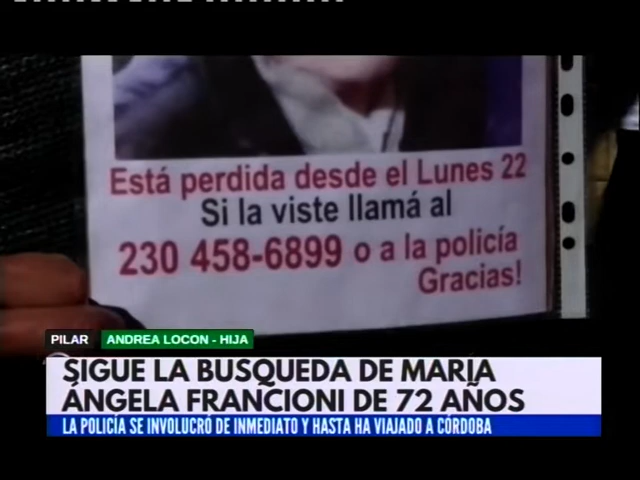 Está perdida desde el Lunes 22
Si la viste llamá al
230 458-6899 o a la policía
Gracias!
PILAR ANDREA LOCON - HIJA
SIGUE LA BUSQUEDA DE MARIA
ÁNGELA FRANCIONI DE 72 AÑOS
LA POLICÍA SE INVOLUCRÓ DE INMEDIATO Y HASTA HA VIAJADO A CÓRDOBA